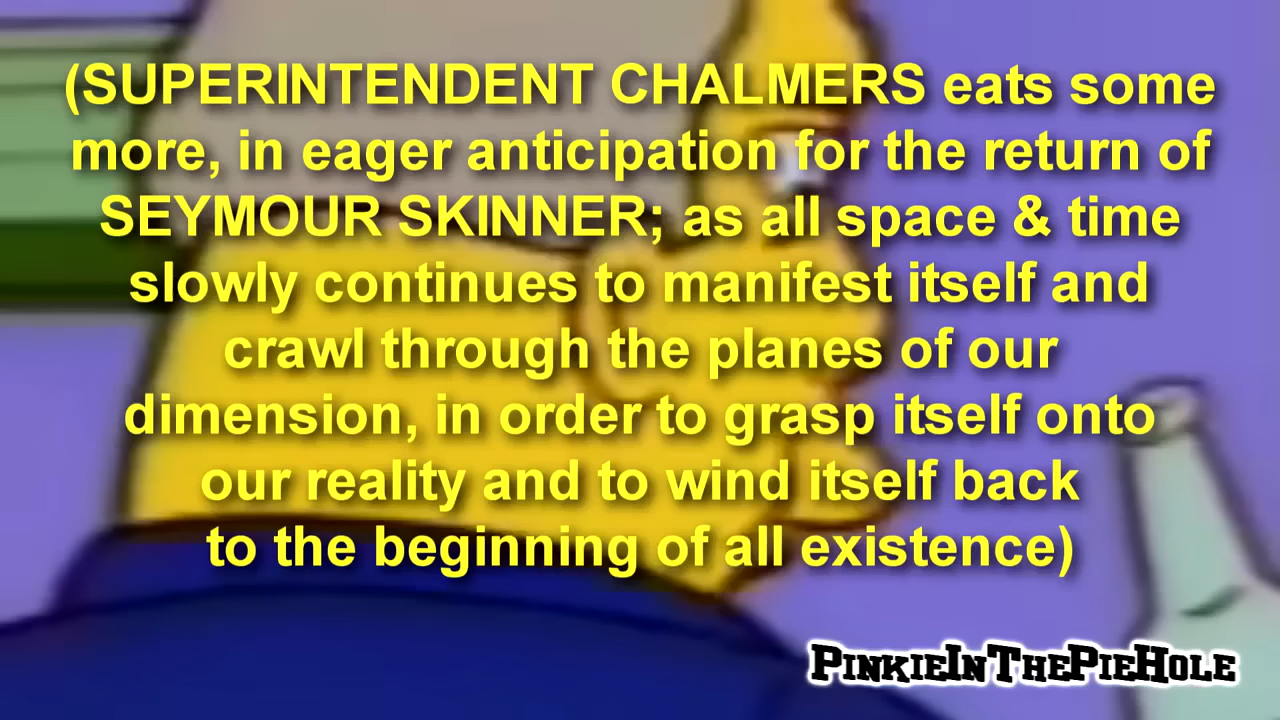 (SUPERINTENDENT CHALMERS eats some
more, in eager anticipation for the return of
SEYMOUR SKINNER; as all space & time
slowly continues to manifest itself and
crawl through the planes of our
dimension, in order to grasp itself onto
our reality and to wind itself back
to the beginning of all existence)
PINKIEINTHEPIEHOLE